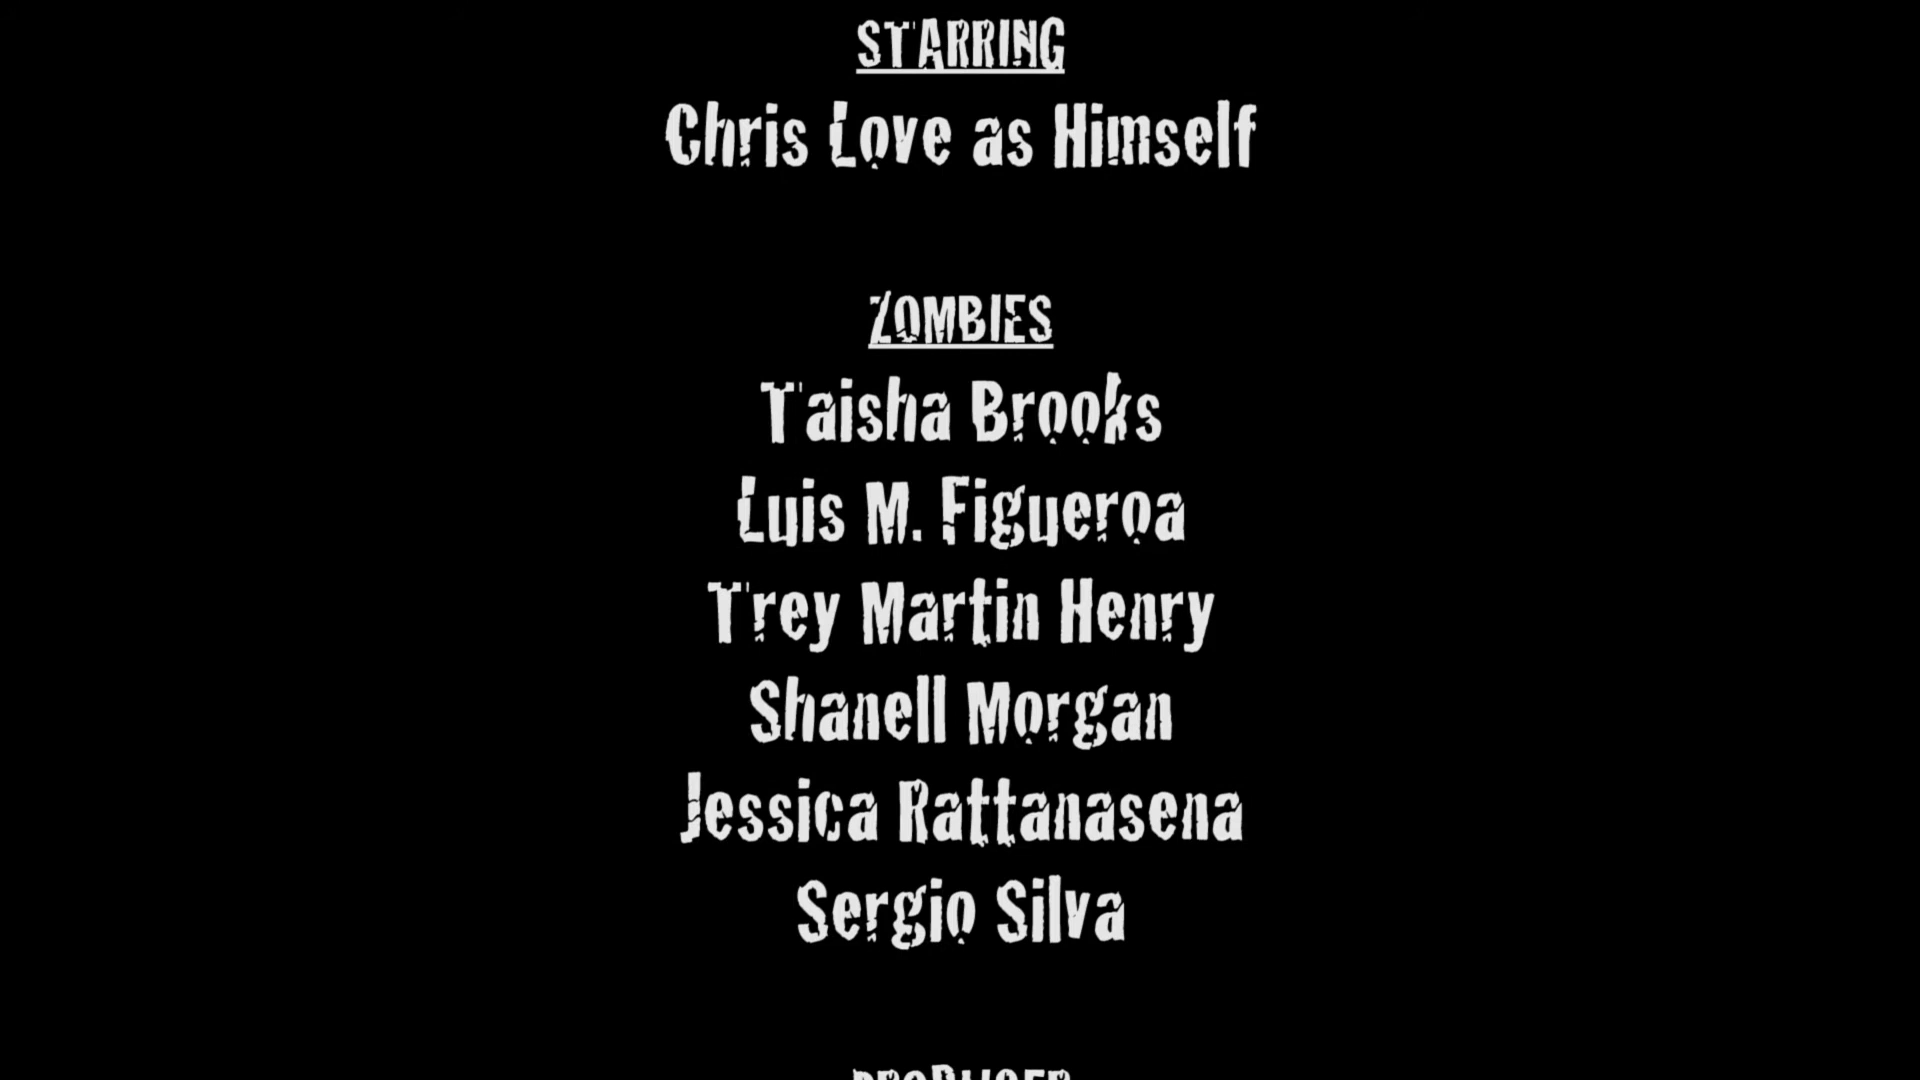 STARRING
Chris Love as Himself
ZOMBIES
Taisha Brooks
Luis M. Figueroa
Trey Martin Henry
Shanell Morgan
Jessica Rattanasena
Sergio Silva
PRODUCER